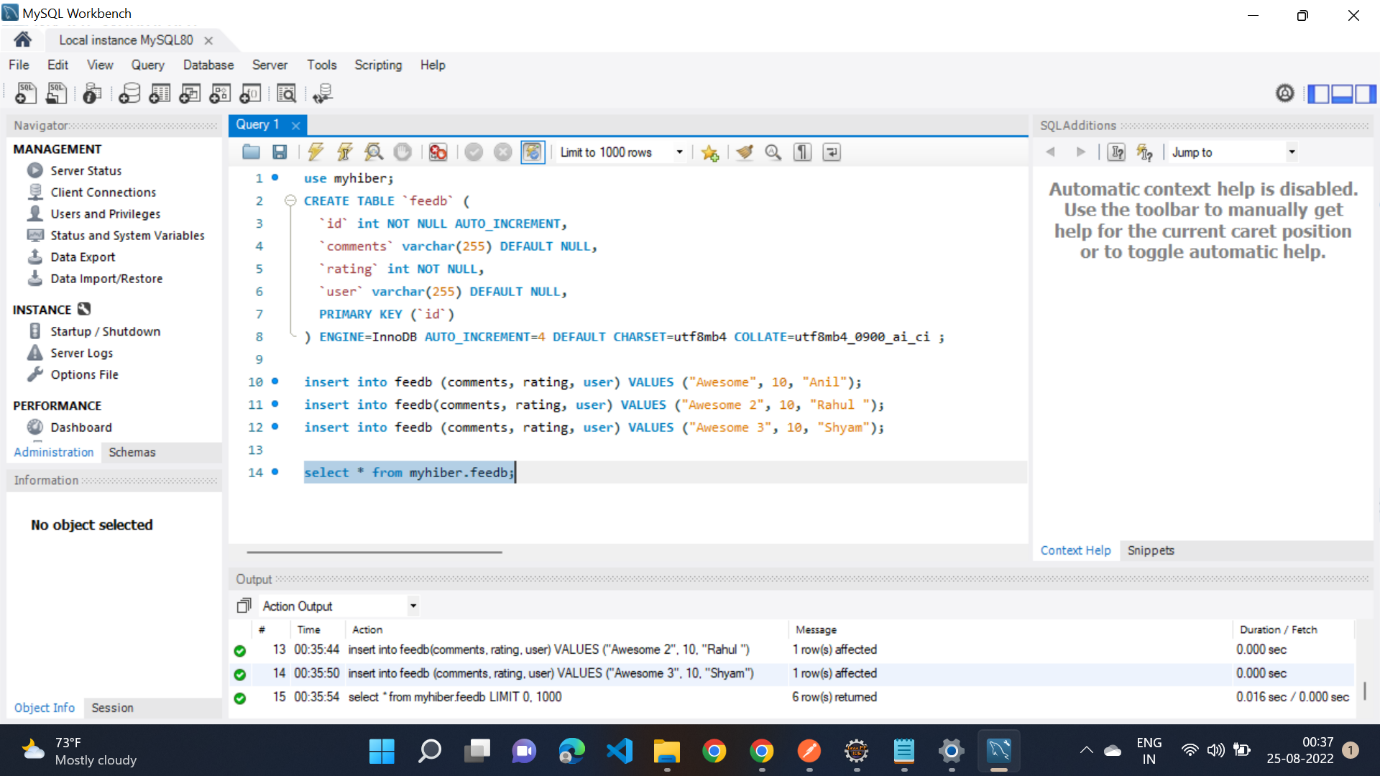 MySQL Workbench
Local instance MySQL80
File Edit View Query Database Server Tools Scripting Help
Navigator
MANAGEMENT
Server Status
Client Connections
Users and Privileges
Status and System Variables
Data Export
Data Import/Restore
INSTANCE
Startup / Shutdown
Server Logs
Options File
PERFORMANCE
Dashboard
Administration Schemas
Information
No object selected
Object Info Session
Query 1
Limit to 1000 rows
1 use myhiber;
2 CREATE TABLE `feedb` (
3 `id` int NOT NULL AUTO_INCREMENT,
4 `comments` varchar(255) DEFAULT NULL,
5 `rating` int NOT NULL,
6 `user` varchar(255) DEFAULT NULL,
7 PRIMARY KEY (`id`)
8 ) ENGINE=InnoDB AUTO_INCREMENT=4 DEFAULT CHARSET=utf8mb4 COLLATE=utf8mb4_0900_ai_ci ;
9
10 insert into feedb (comments, rating, user) VALUES ("Awesome", 10, "Anil");
11 insert into feedb(comments, rating, user) VALUES ("Awesome 2", 10, "Rahul ");
12 insert into feedb (comments, rating, user) VALUES ("Awesome 3", 10, "Shyam");
13
14 select * from myhiber.feedb;
SQLAdditions
Jump to
Automatic context help is disabled.
Use the toolbar to manually get
help for the current caret position
or to toggle automatic help.
Context Help Snippets
Output
Action Output
# Time Action Message Duration / Fetch
13 00:35:44 insert into feedb(comments, rating, user) VALUES ("Awesome 2", 10, "Rahul ") 1 row(s) affected 0.000 sec
14 00:35:50 insert into feedb (comments, rating, user) VALUES ("Awesome 3", 10, "Shyam") 1 row(s) affected 0.000 sec
15 00:35:54 select * from myhiber.feedb LIMIT 0, 1000 6 row(s) returned 0.016 sec / 0.000 sec
73°F
Mostly cloudy
ENG
IN
00:37
25-08-2022
1